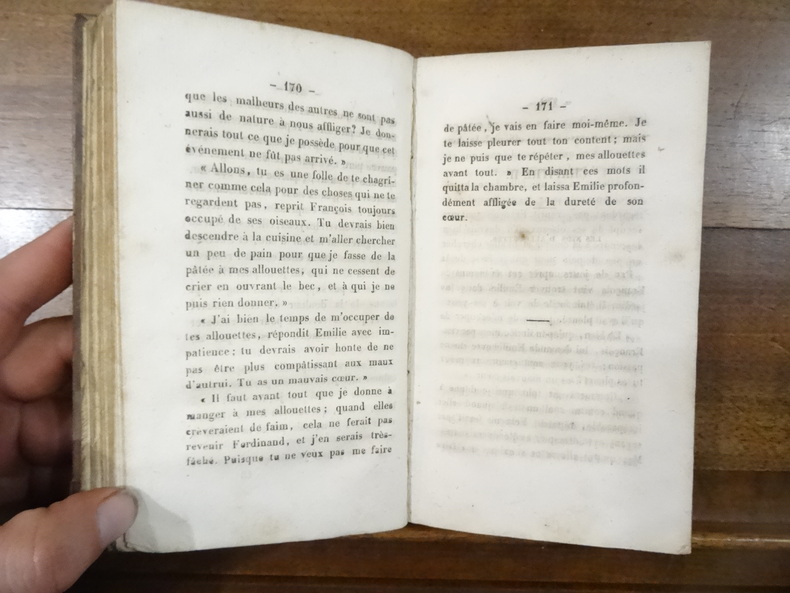 - 170 -
que les malheurs des autres ne sont pas
aussi de nature à nous affliger? Je don-
nerais tout ce que je possède pour que cet
événement ne fût pas arrivé. »
« Allons, tu es une folle de te chagri-
ner comme cela pour des choses qui ne te
regardent pas, reprit François toujours
occupé de ses oiseaux. Tu devrais bien
descendre à la cuisine et m'aller chercher
un peu de pain pour que je fasse de la
pâtée à mes allouettes, qui ne cessent de
crier en ouvrant le bec, et à qui je ne
puis rien donner. »
« J'ai bien le temps de m'occuper de
tes allouettes, répondit Emilie avec im-
patience; tu devrais avoir honte de ne
pas être plus compâtissant aux maux
d'autrui. Tu as un mauvais cœur. »
« Il faut avant tout que je donne à
manger à mes allouettes; quand elles
creveraient de faim, cela ne ferait pas
revenir Ferdinand, et j'en serais très-
fâché. Puisque tu ne veux pas me faire
- 171 -
de pâtée, je vais en faire moi-même. Je
te laisse pleurer tout ton content; mais
je ne puis que te répéter, mes allouettes
avant tout. » En disant ces mots il
quitta la chambre, et laissa Emilie profon-
dément affligée de la dureté de son
cœur.